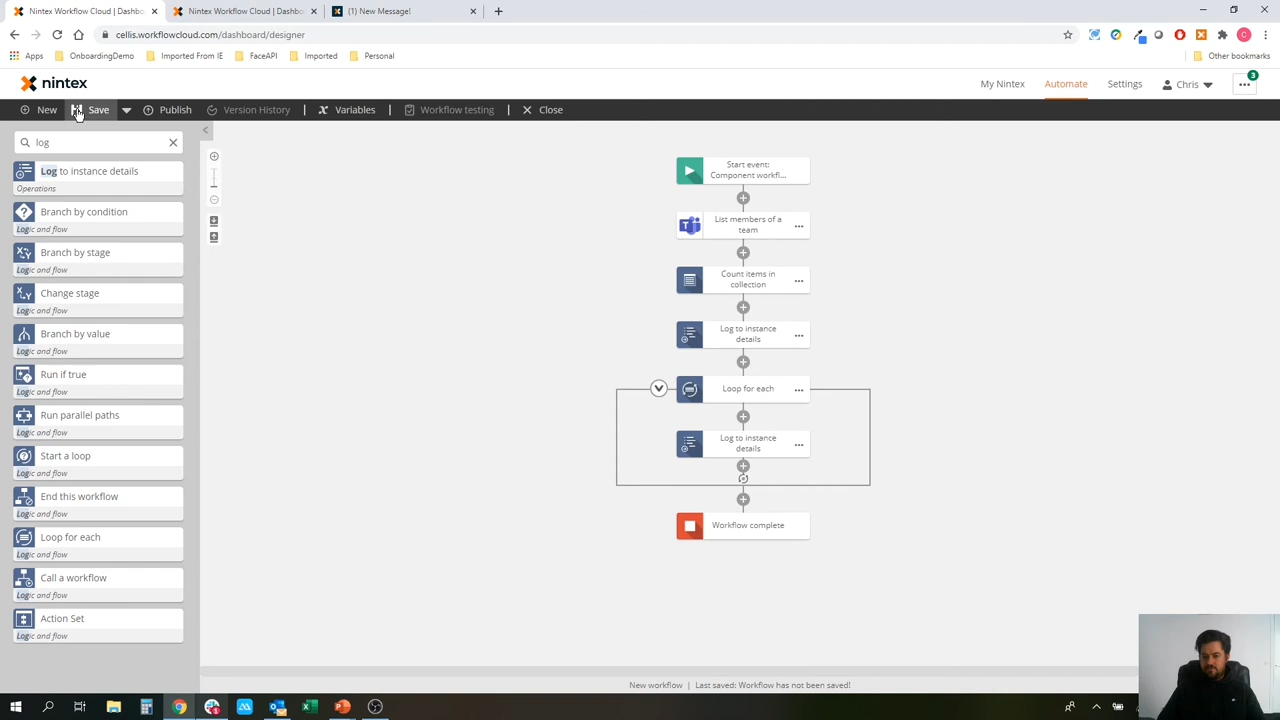 Nintex Workflow Cloud | Dashbo
Nintex Workflow Cloud | Dashbo
(1) New Message!
cellis.workflowcloud.com/dashboard/designer
Apps
OnboardingDemo
Imported From IE
FaceAPI
Imported
Personal
Other bookmarks
nintex
My Nintex
Automate
Settings
Chris
3
New
Save
Publish
Version History
Variables
Workflow testing
Close
log
Log to instance details
Operations
Branch by condition
Logic and flow
Branch by stage
Logic and flow
Change stage
Logic and flow
Branch by value
Logic and flow
Run if true
Logic and flow
Run parallel paths
Logic and flow
Start a loop
Logic and flow
End this workflow
Logic and flow
Loop for each
Logic and flow
Call a workflow
Logic and flow
Action Set
Logic and flow
Start event:
Component workfl...
List members of a
team
Count items in
collection
Log to instance
details
Loop for each
Log to instance
details
Workflow complete
New workflow | Last saved: Workflow has not been saved!